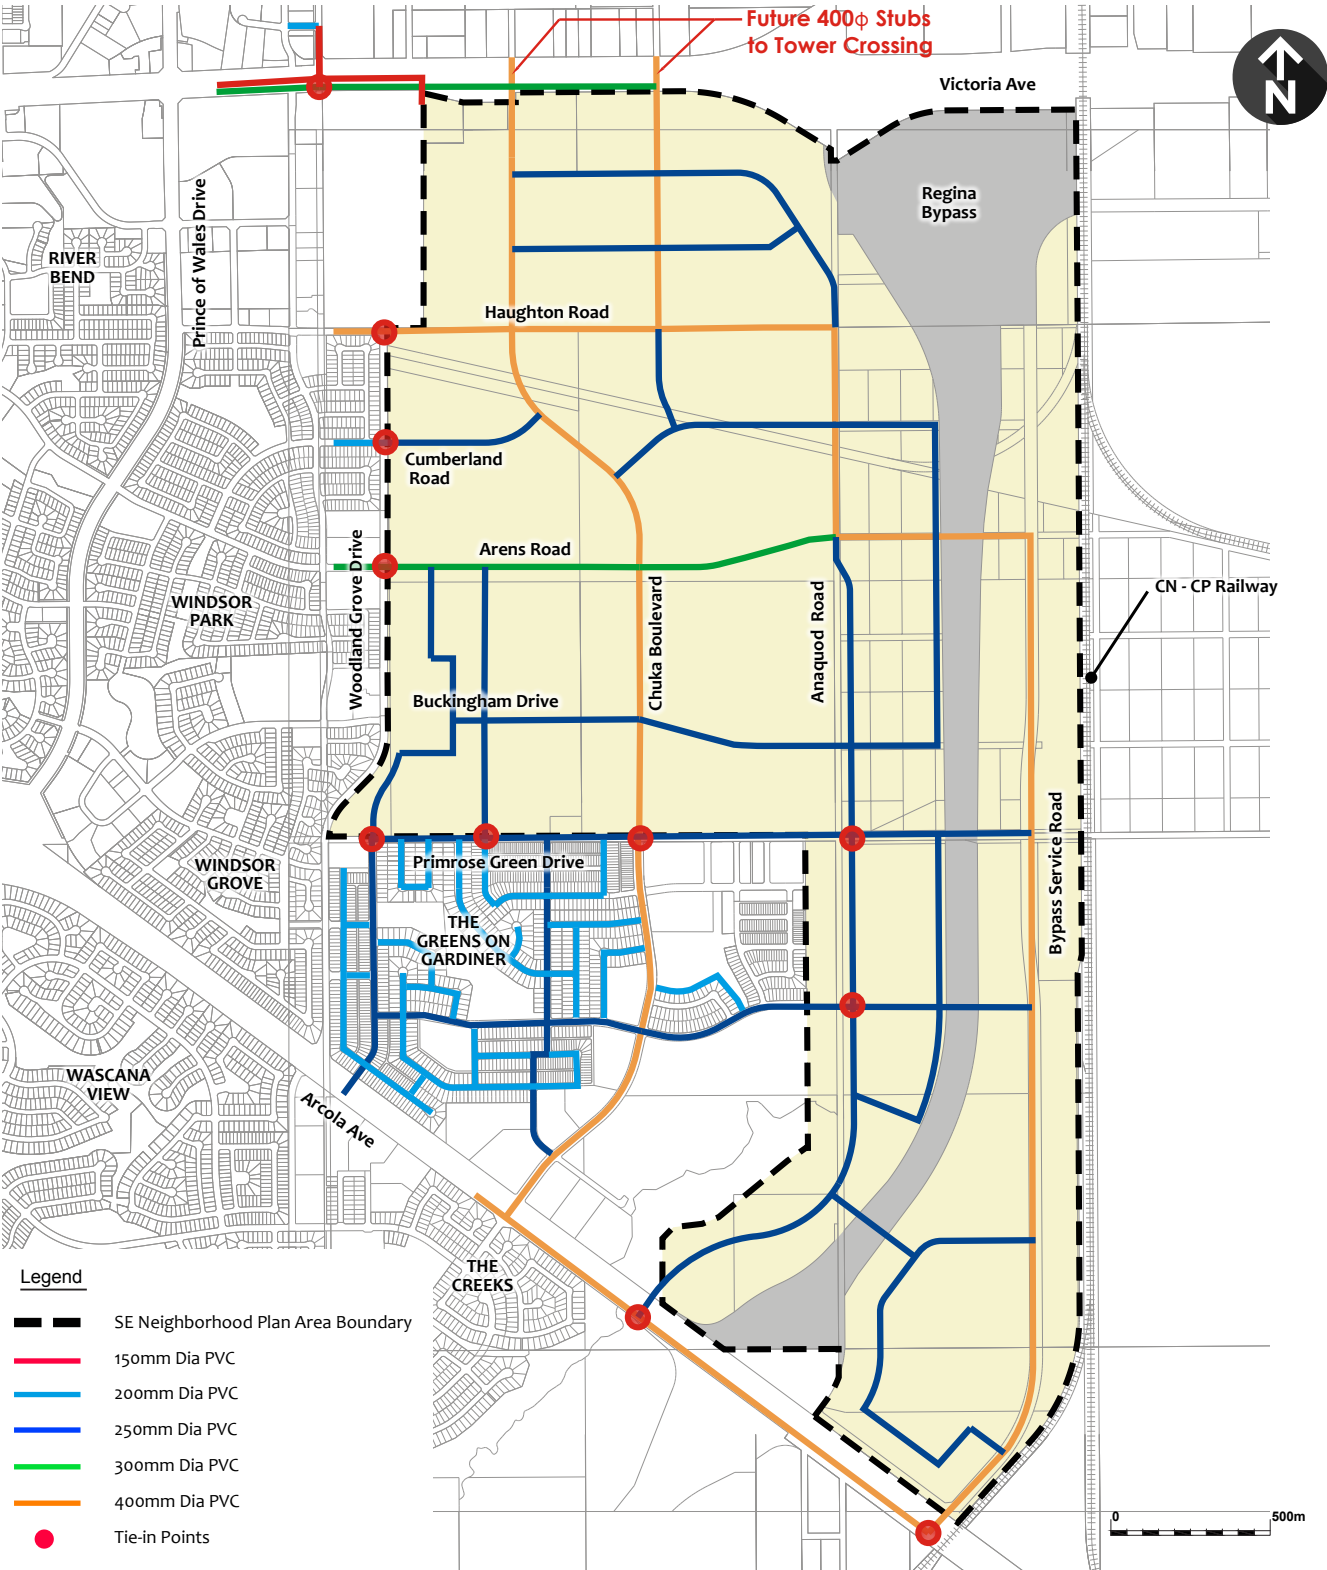 Future 400ϕ Stubs
to Tower Crossing
Victoria Ave
N
Regina
Bypass
Prince of Wales Drive
RIVER
BEND
Haughton Road
Cumberland
Road
Arens Road
WINDSOR
PARK
Woodland Grove Drive
Chuka Boulevard
Anaquod Road
CN - CP Railway
Buckingham Drive
Bypass Service Road
WINDSOR
GROVE
Primrose Green Drive
THE
GREENS ON
GARDINER
WASCANA
VIEW
Arcola Ave
THE
CREEKS
Legend
SE Neighborhood Plan Area Boundary
150mm Dia PVC
200mm Dia PVC
250mm Dia PVC
300mm Dia PVC
400mm Dia PVC
Tie-in Points
0 500m